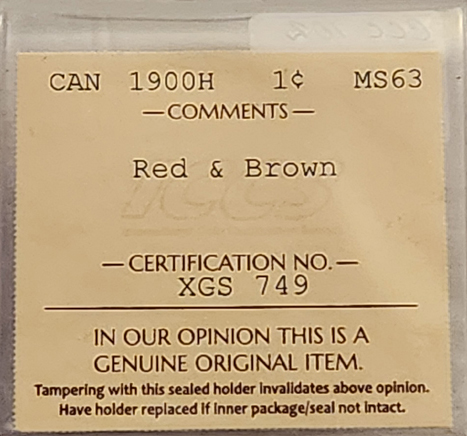 CAN 1900H 1¢ MS63
—COMMENTS—
Red & Brown
—CERTIFICATION NO.—
XGS 749
IN OUR OPINION THIS IS A
GENUINE ORIGINAL ITEM.
Tampering with this sealed holder invalidates above opinion.
Have holder replaced if inner package/seal not intact.